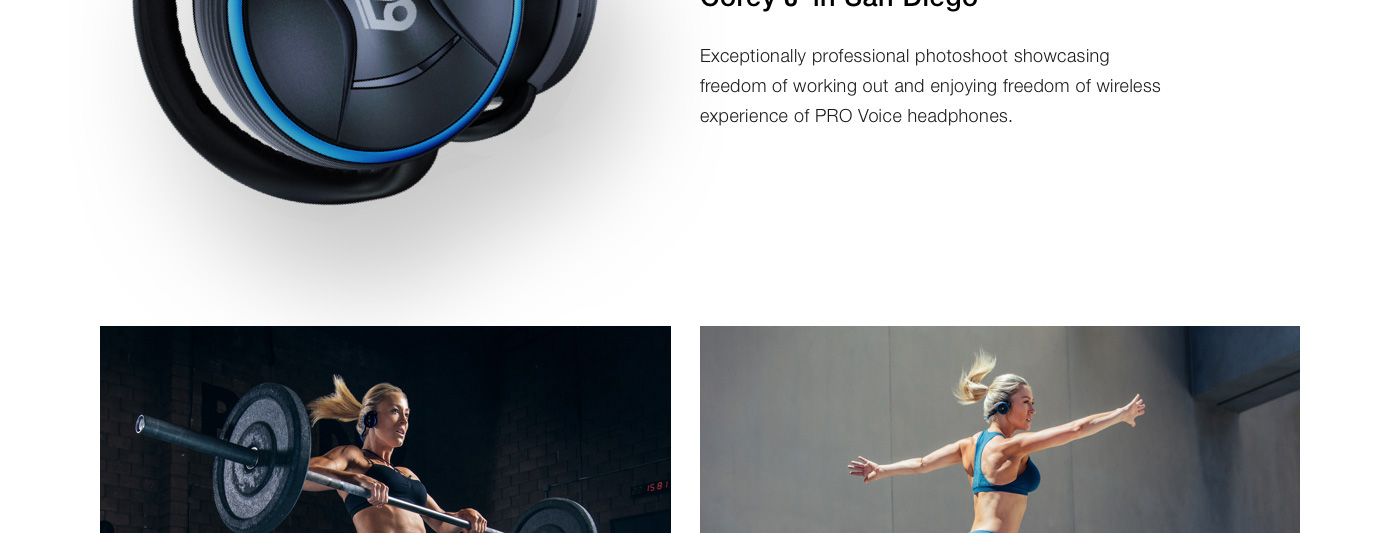 Corey J in San Diego
Exceptionally professional photoshoot showcasing
freedom of working out and enjoying freedom of wireless
experience of PRO Voice headphones.